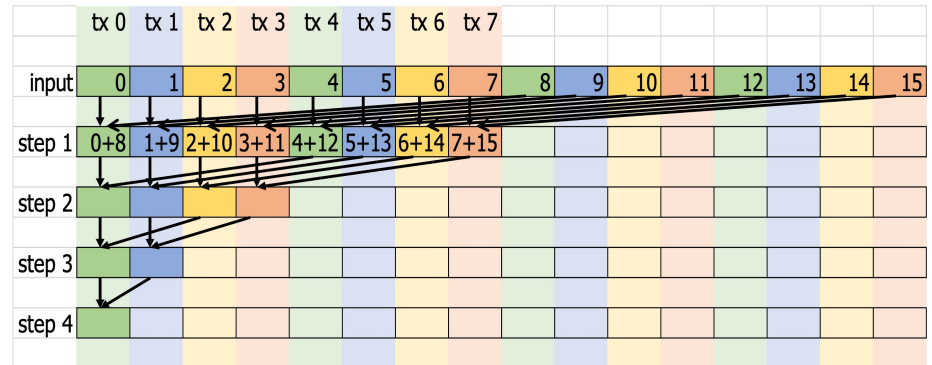 tx 0 tx 1 tx 2 tx 3 tx 4 tx 5 tx 6 tx 7
input 0 1 2 3 4 5 6 7 8 9 10 11 12 13 14 15
step 1 0+8 1+9 2+10 3+11 4+12 5+13 6+14 7+15
step 2
step 3
step 4